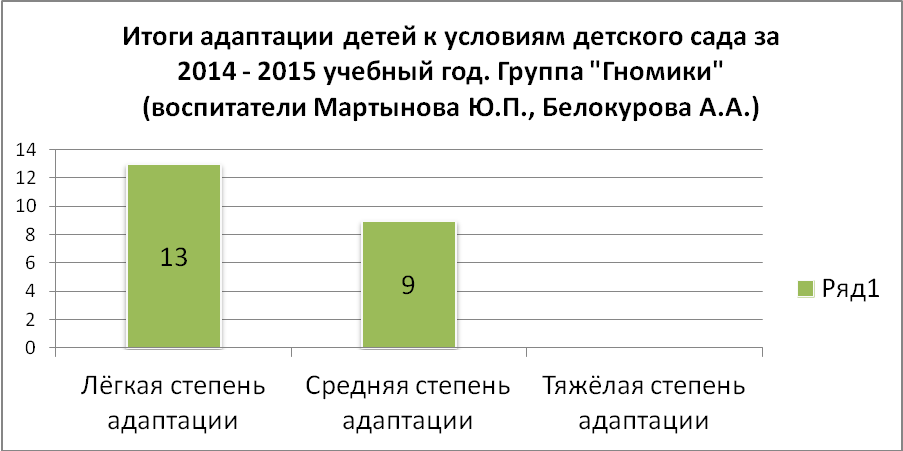 Итоги адаптации детей к условиям детского сада за
2014 - 2015 учебный год. Группа "Гномики"
(воспитатели Мартынова Ю.П., Белокурова А.А.)
14
12
10
8
6
4
2
0
13
9
Ряд1
Лёгкая степень
адаптации
Средняя степень
адаптации
Тяжёлая степень
адаптации